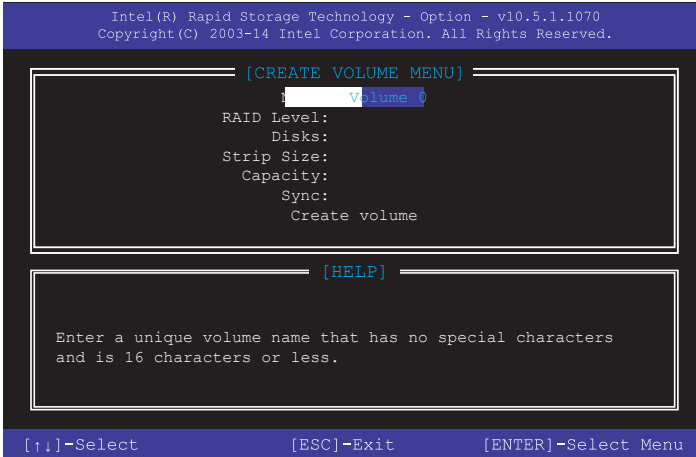 Intel(R) Rapid Storage Technology - Option - v10.5.1.1070
Copyright(C) 2003-14 Intel Corporation. All Rights Reserved.
[CREATE VOLUME MENU]
Volume 0
RAID Level:
Disks:
Strip Size:
Capacity:
Sync:
Create volume
[HELP]
Enter a unique volume name that has no special characters
and is 16 characters or less.
[↑↓]-Select [ESC]-Exit [ENTER]-Select Menu